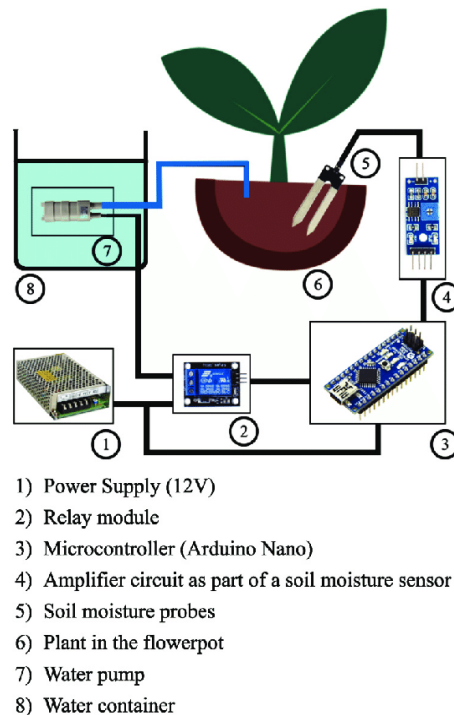 5
7
8
6
4
1
2
3
1) Power Supply (12V)
2) Relay module
3) Microcontroller (Arduino Nano)
4) Amplifier circuit as part of a soil moisture sensor
5) Soil moisture probes
6) Plant in the flowerpot
7) Water pump
8) Water container